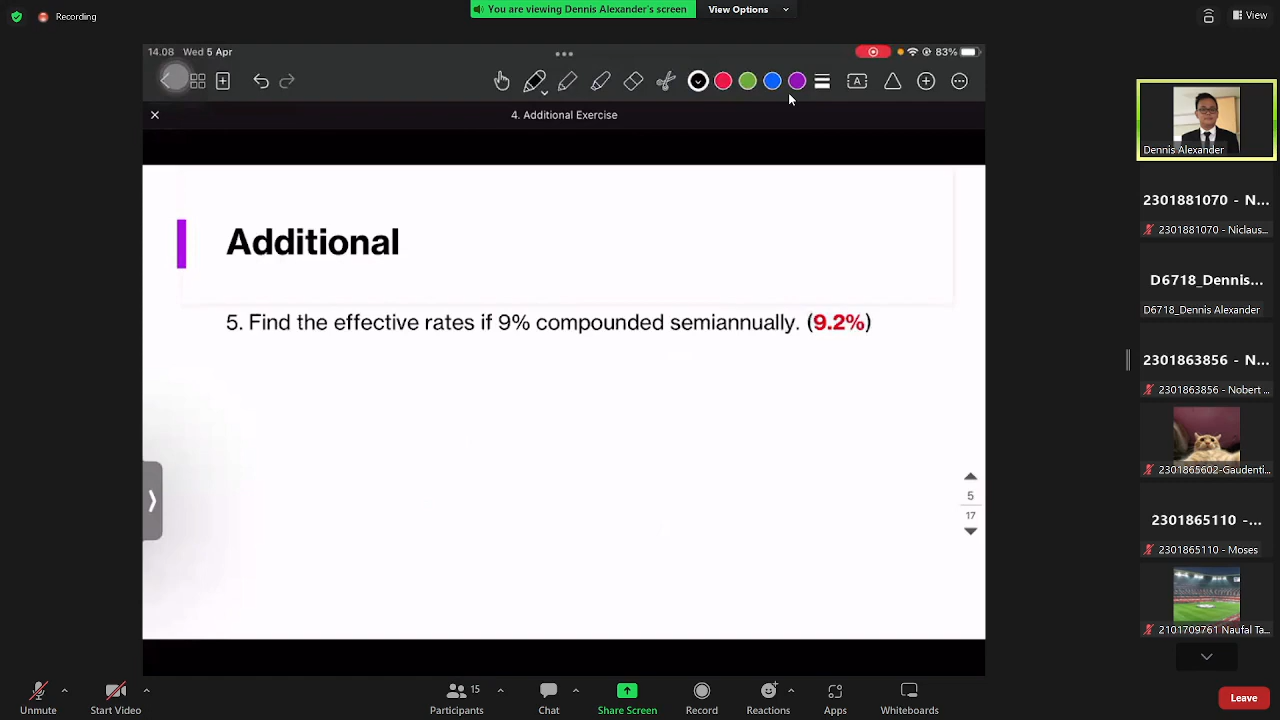 You are viewing Dennis Alexander's screen
View Options
Recording
View
14.08 Wed 5 Apr
83%
A
4. Additional Exercise
Additional
5. Find the effective rates if 9% compounded semiannually. (9.2%)
5
17
Dennis Alexander
2301881070 - N...
2301881070 - Niclaus...
D6718_Dennis...
D6718_Dennis Alexander
2301863856 - N...
2301863856 - Nobert ...
2301865602-Gaudenti...
2301865110 -...
2301865110 - Moses
2101709761 Naufal Ta...
Unmute
Start Video
15
Participants
Chat
Share Screen
Record
Reactions
Apps
Whiteboards
Leave